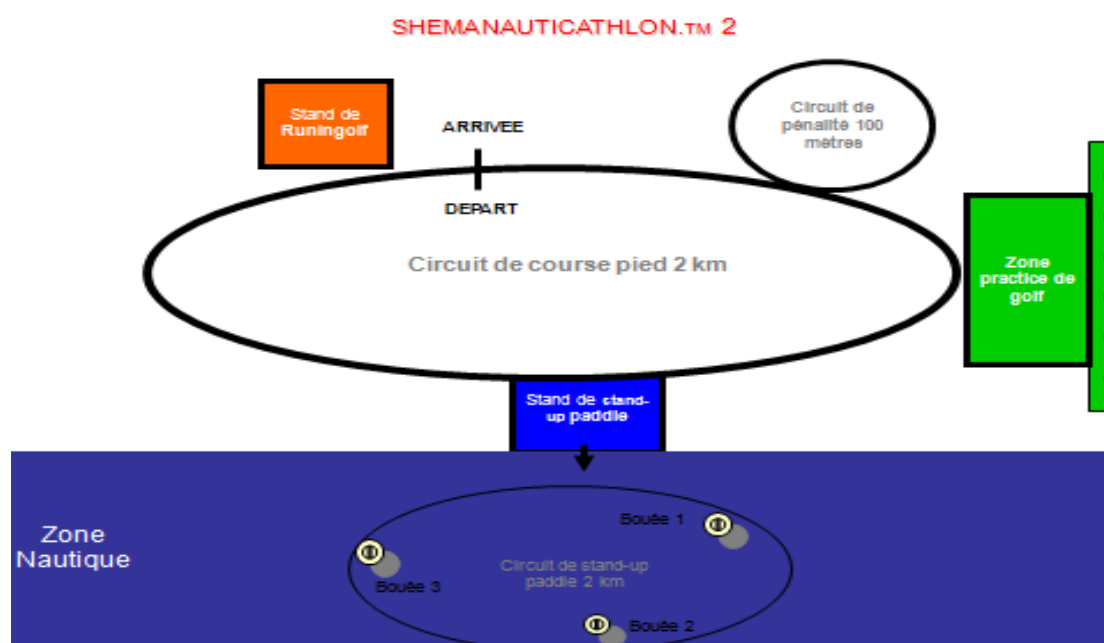 SHEMANAUTICATHLON.TM 2
Stand de
Runingolf
ARRIVEE
Circuit de
pénalité 100
mètres
DEPART
Circuit de course pied 2 km
Zone
practice de
golf
Stand de stand-
up paddle
Zone
Nautique
Bouée 1
Circuit de stand-up
paddle 2 km
Bouée 3
Bouée 2